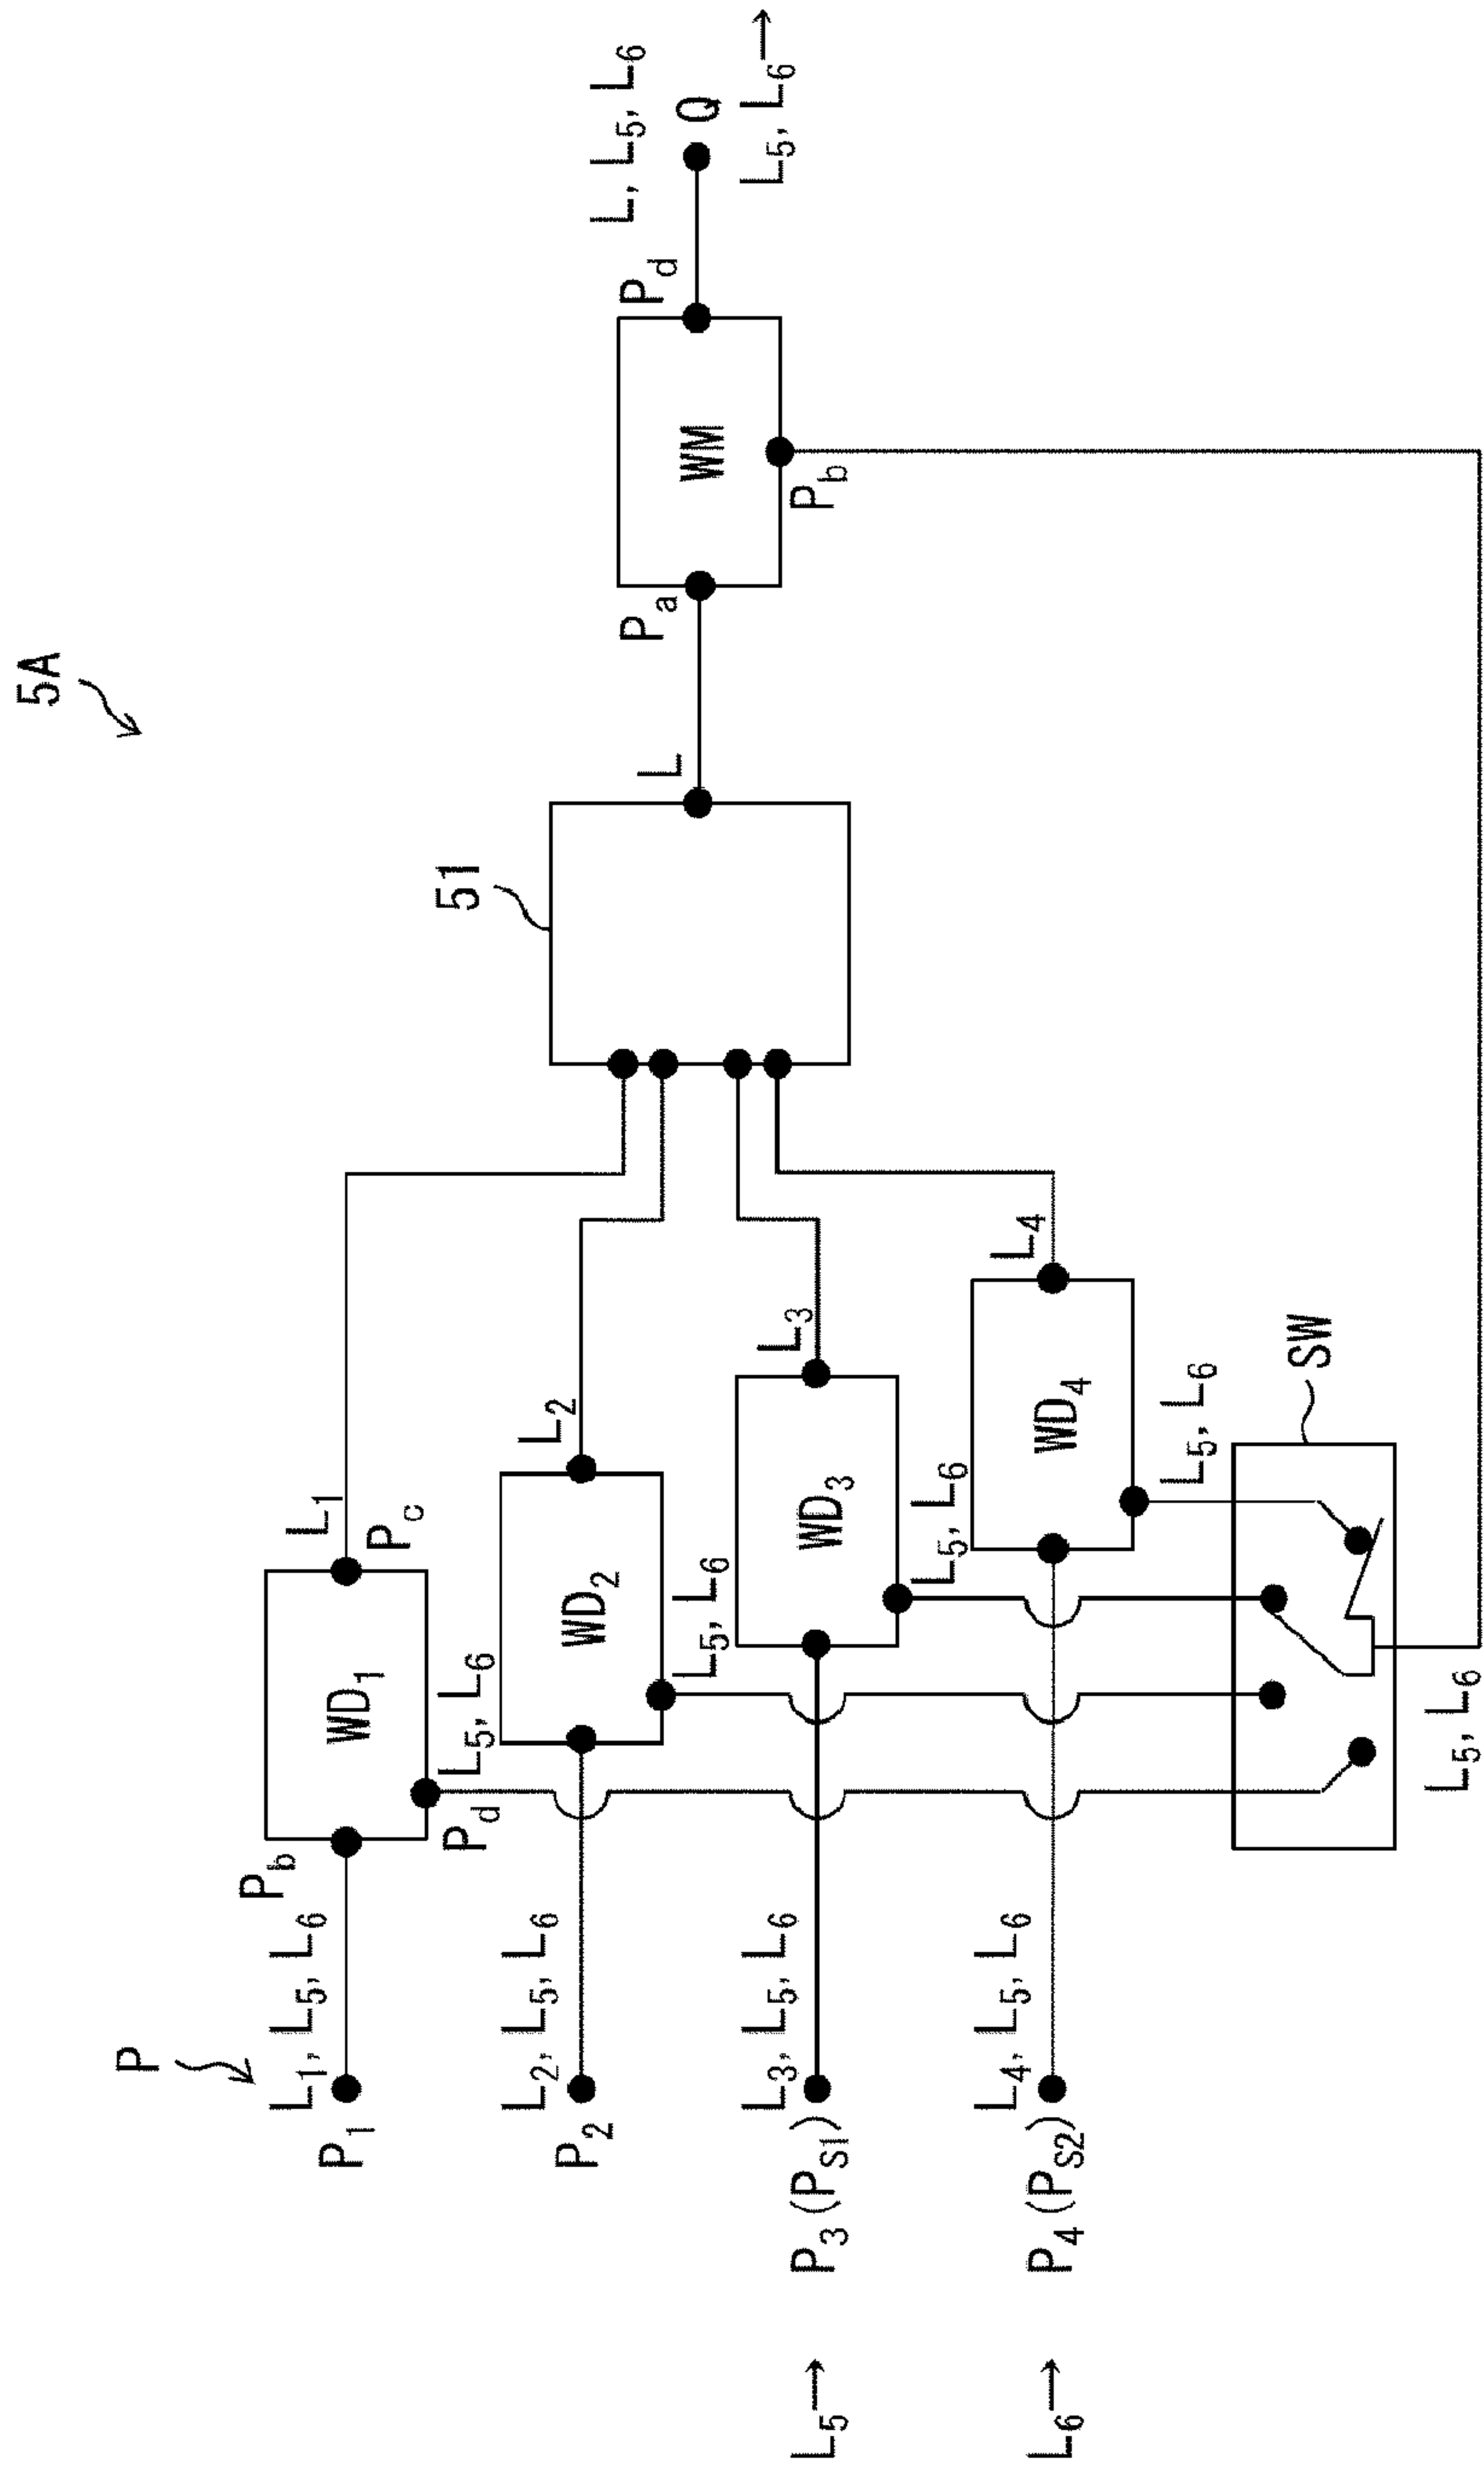 5A
P
L1, L5, L6
P1
Pb
WD1
Pd
L5, L6
L1
Pc
L2, L5, L6
P2
WD2
L5, L6
L2
51
L
Pa
WM
Pb
Pd
L, L5, L6
Q
L5, L6→
L5→
P3(PS1)
L3, L5, L6
WD3
L5, L6
L3
L6→
P4(PS2)
L4, L5, L6
WD4
L5, L6
L4
SW
L5, L6